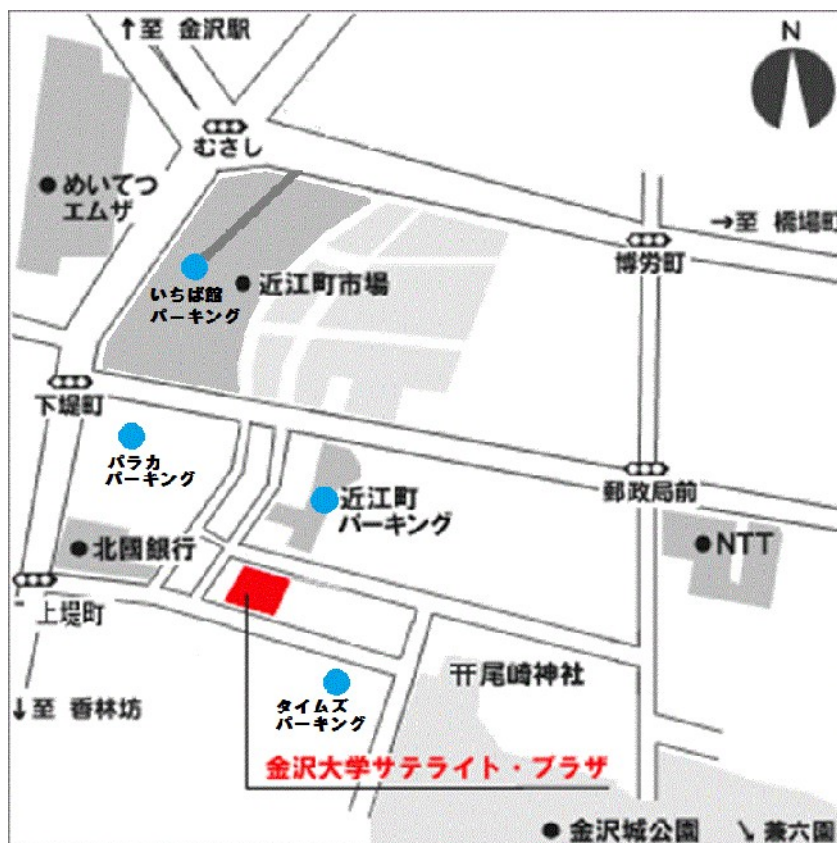 ↑至 金沢駅
N
むさし
めいてつ
エムザ
→至 橋場町
博労町
近江町市場
いちば館
パーキング
下堤町
パラカ
パーキング
近江町
パーキング
郵政局前
北國銀行
NTT
上堤町
尾崎神社
↓至 香林坊
タイムズ
パーキング
金沢大学サテライト・プラザ
金沢城公園
↘兼六園